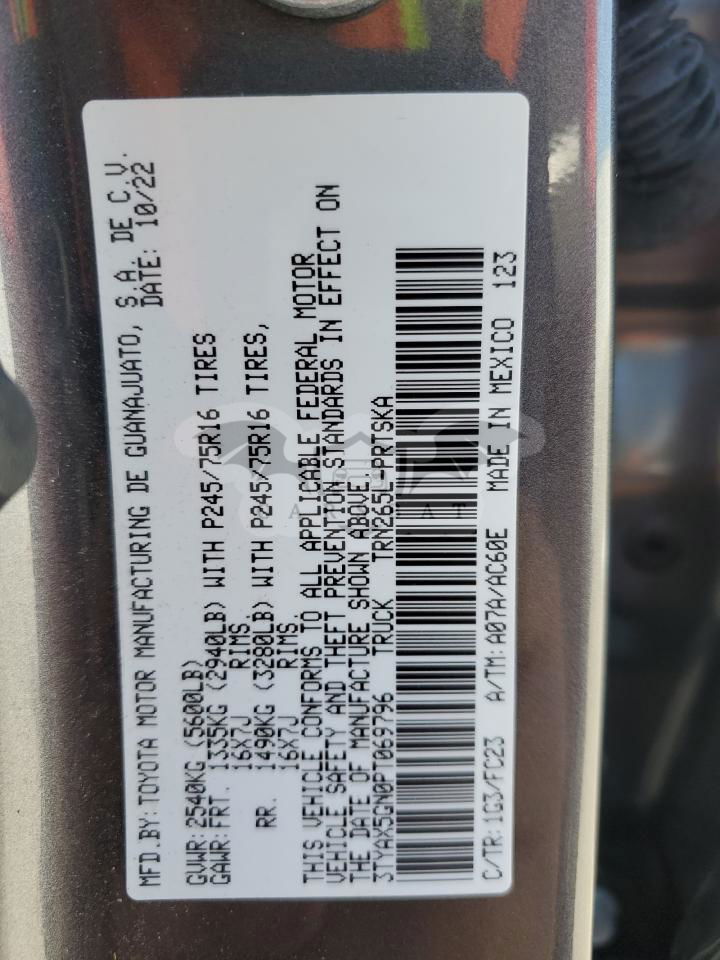 MFD.BY: TOYOTA MOTOR MANUFACTURING DE GUANAJUATO, S.A. DE C.V.
DATE: 10/22
GVWR: 2540KG (5600LB)
GAWR: FRT. 1335KG (2940LB) WITH P245/75R16 TIRES
16X7J RIMS.
RR. 1490KG (3280LB) WITH P245/75R16 TIRES,
16X7J RIMS.
THIS VEHICLE CONFORMS TO ALL APPLICABLE FEDERAL MOTOR
VEHICLE SAFETY AND THEFT PREVENTION STANDARDS IN EFFECT ON
THE DATE OF MANUFACTURE SHOWN ABOVE.
3TYAX5GN0PT069796 TRUCK TRN265L-PRTSKA
C/TR: 1G3/FC23 A/TM: A07A/AC60E MADE IN MEXICO 123